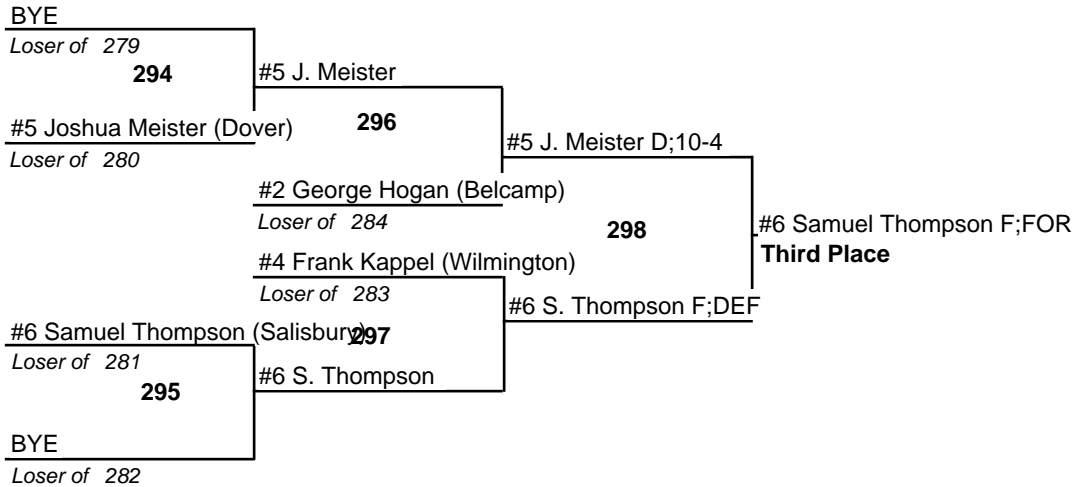 BYE
Loser of 279
294
#5 J. Meister
#5 Joshua Meister (Dover)
296
Loser of 280
#5 J. Meister D;10-4
#2 George Hogan (Belcamp)
Loser of 284
298
#6 Samuel Thompson F;FOR
Third Place
#4 Frank Kappel (Wilmington)
Loser of 283
#6 S. Thompson F;DEF
#6 Samuel Thompson (Salisbury)
297
Loser of 281
#6 S. Thompson
295
BYE
Loser of 282